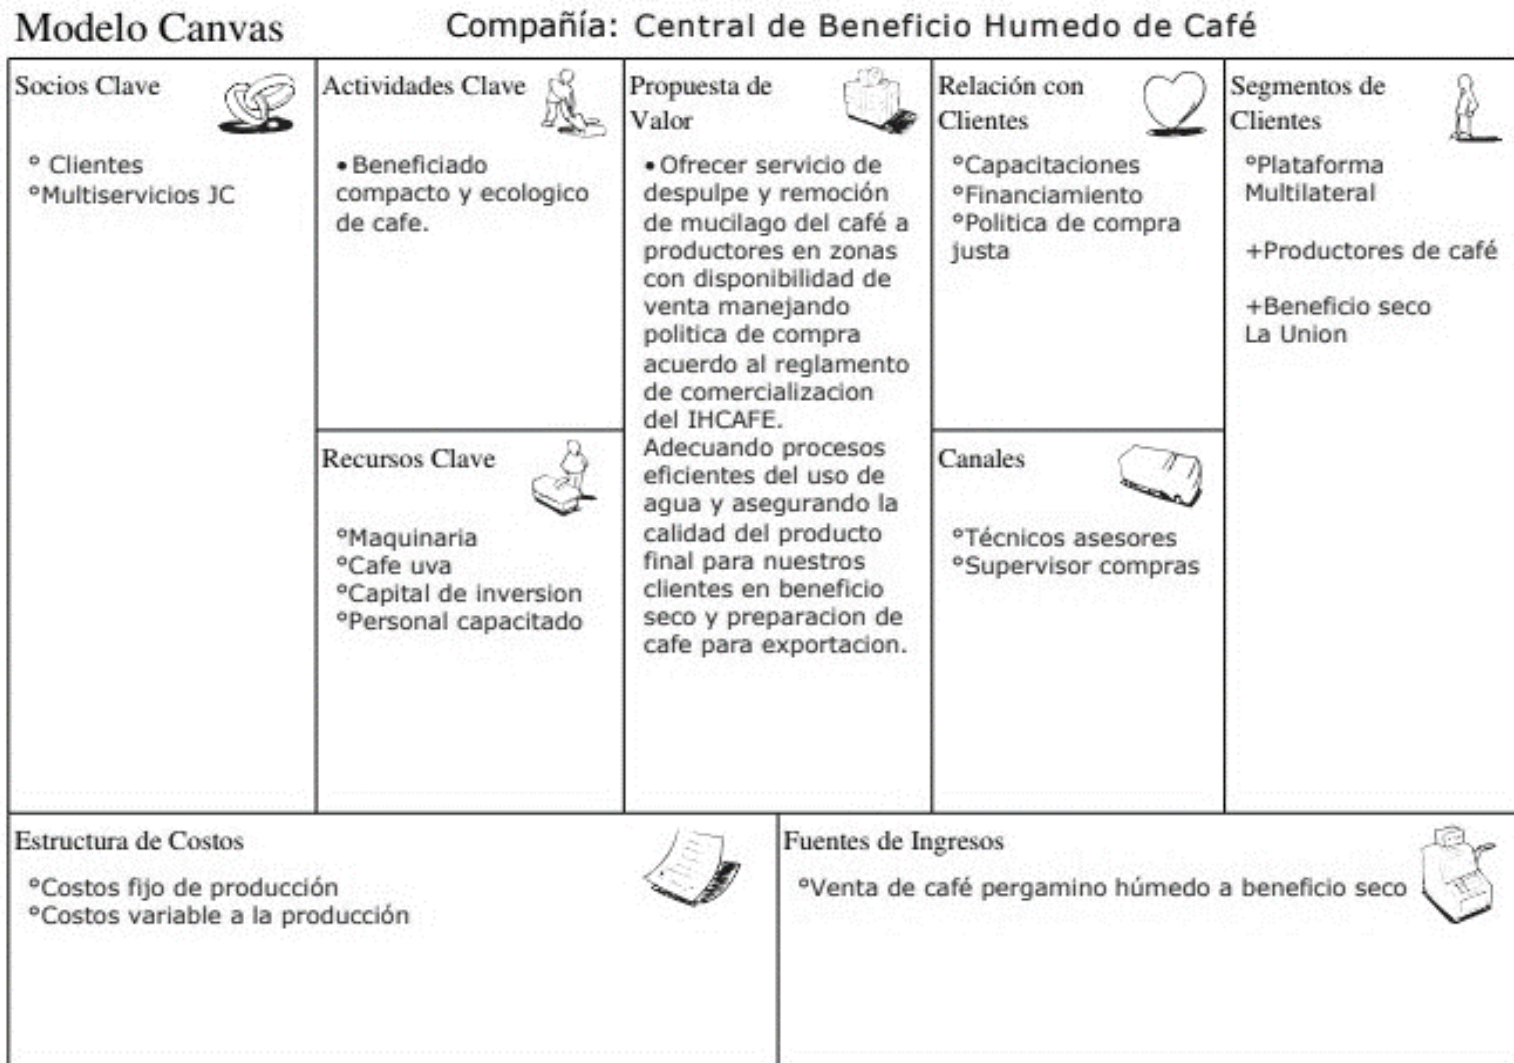 Modelo Canvas
Compañía: Central de Beneficio Humedo de Café
Socios Clave
° Clientes
°Multiservicios JC
Actividades Clave
• Beneficiado
compacto y ecologico
de cafe.
Recursos Clave
°Maquinaria
°Cafe uva
°Capital de inversion
°Personal capacitado
Propuesta de
Valor
• Ofrecer servicio de
despulpe y remoción
de mucilago del café a
productores en zonas
con disponibilidad de
venta manejando
politica de compra
acuerdo al reglamento
de comercializacion
del IHCAFE.
Adecuando procesos
eficientes del uso de
agua y asegurando la
calidad del producto
final para nuestros
clientes en beneficio
seco y preparacion de
cafe para exportacion.
Relación con
Clientes
°Capacitaciones
°Financiamiento
°Politica de compra
justa
Canales
°Técnicos asesores
°Supervisor compras
Segmentos de
Clientes
°Plataforma
Multilateral
+Productores de café
+Beneficio seco
La Union
Estructura de Costos
°Costos fijo de producción
°Costos variable a la producción
Fuentes de Ingresos
°Venta de café pergamino húmedo a beneficio seco